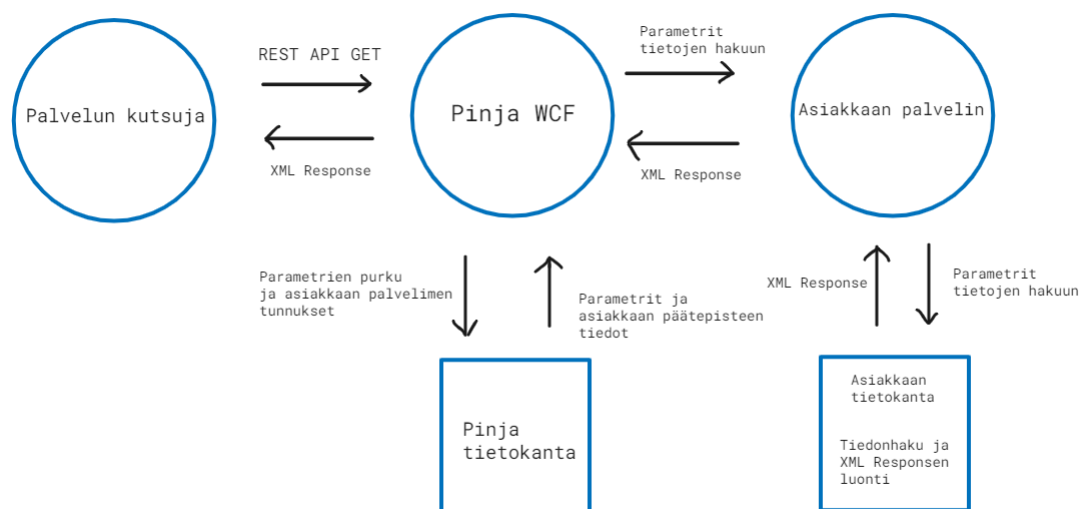 Palvelun kutsuja
REST API GET
XML Response
Pinja WCF
Parametrit
tietojen hakuun
XML Response
Asiakkaan palvelin
Parametrien purku
ja asiakkaan palvelimen
tunnukset
Parametrit ja
asiakkaan päätepisteen
tiedot
XML Response
Parametrit
tietojen hakuun
Pinja
tietokanta
Asiakkaan
tietokanta
Tiedonhaku ja
XML Responsen
luonti